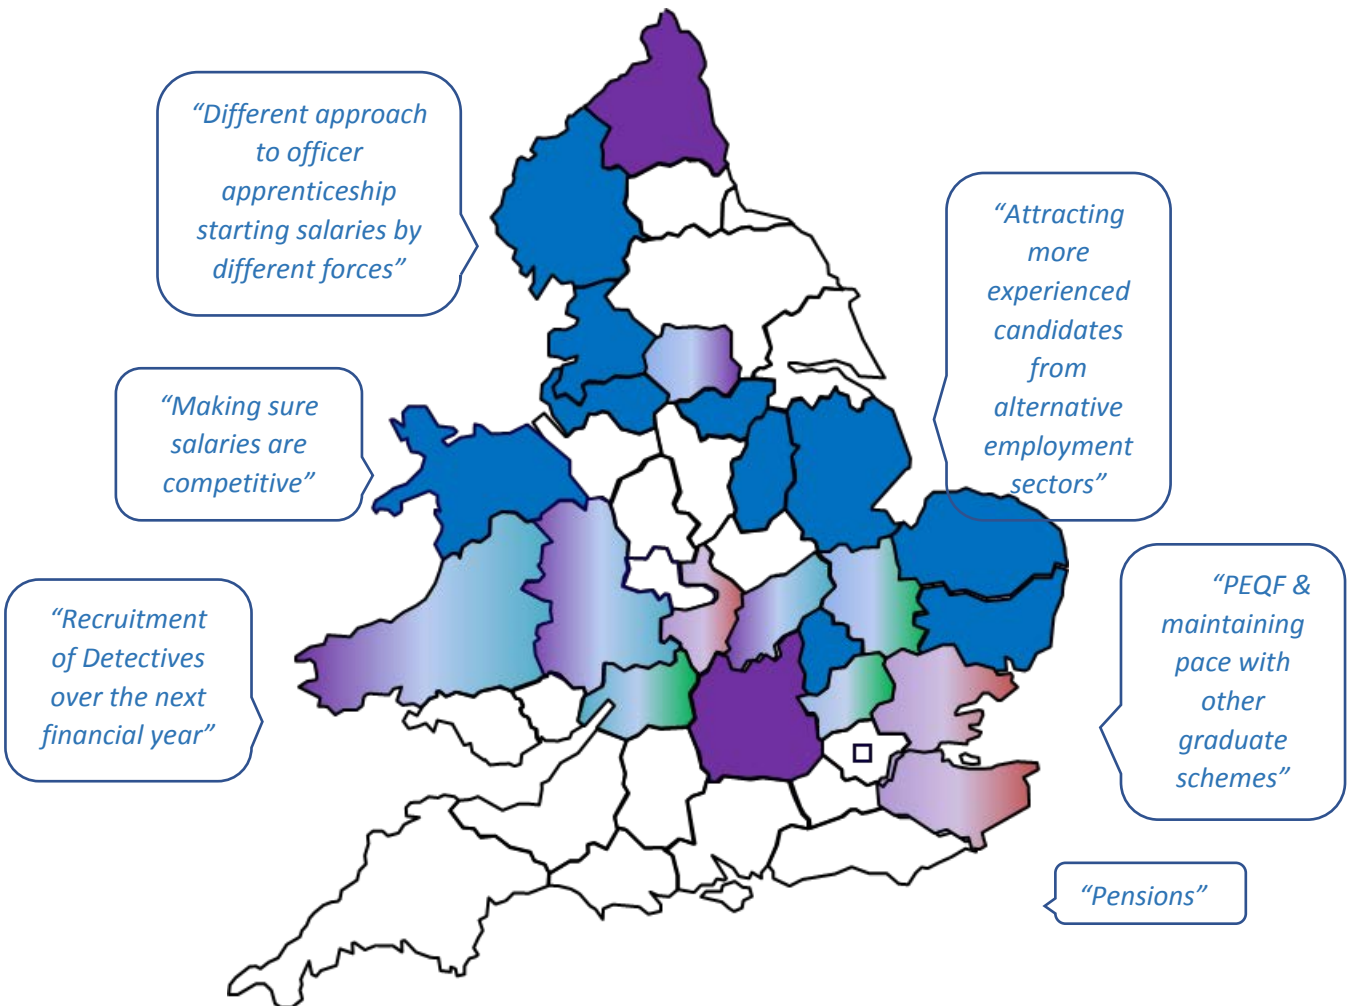 “Different approach
to officer
apprenticeship
starting salaries by
different forces”
“Attracting
more
experienced
candidates
from
alternative
employment
sectors”
“Making sure
salaries are
competitive”
“Recruitment
of Detectives
over the next
financial year”
“PEQF &
maintaining
pace with
other
graduate
schemes”
“Pensions”